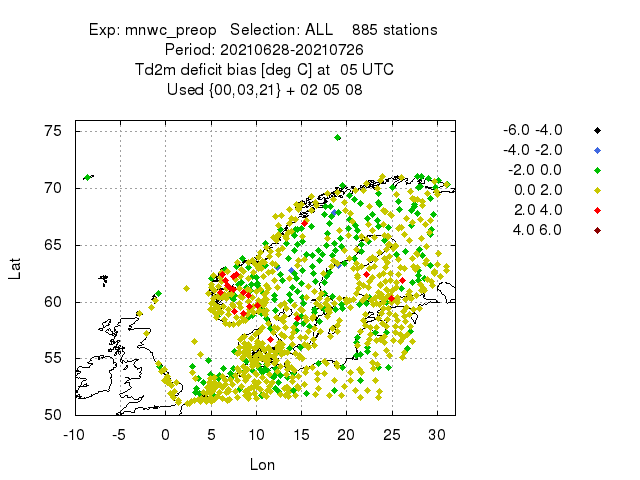 Exp: mnwc_preop   Selection: ALL    885 stations
Period: 20210628-20210726
Td2m deficit bias [deg C] at  05 UTC
Used {00,03,21} + 02 05 08
-6.0 -4.0
-4.0 -2.0
-2.0 0.0
0.0 2.0
2.0 4.0
4.0 6.0
75
70
65
60
55
50
Lat
-10 -5 0 5 10 15 20 25 30
Lon